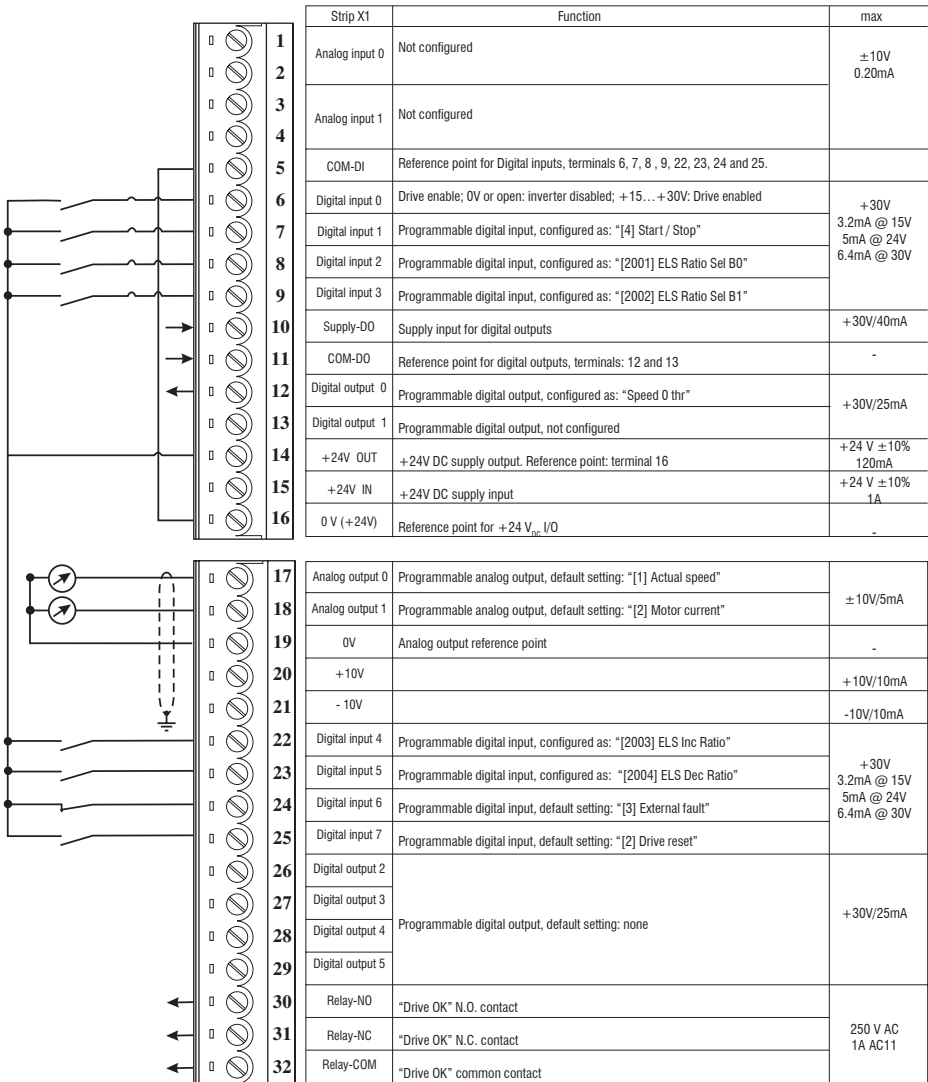 Strip X1 Function max
1 Analog input 0 Not configured ±10V
2 0.20mA
3 Analog input 1 Not configured
4
5 COM-DI Reference point for Digital inputs, terminals 6, 7, 8 , 9, 22, 23, 24 and 25.
6 Digital input 0 Drive enable; 0V or open: inverter disabled; +15…+30V: Drive enabled +30V
7 Digital input 1 Programmable digital input, configured as: “[4] Start / Stop” 3.2mA @ 15V
5mA @ 24V
8 Digital input 2 Programmable digital input, configured as: “[2001] ELS Ratio Sel B0” 6.4mA @ 30V
9 Digital input 3 Programmable digital input, configured as: “[2002] ELS Ratio Sel B1”
10 Supply-DO Supply input for digital outputs +30V/40mA
11 COM-DO Reference point for digital outputs, terminals: 12 and 13 -
12 Digital output 0 Programmable digital output, configured as: “Speed 0 thr” +30V/25mA
13 Digital output 1 Programmable digital output, not configured
14 +24V OUT +24V DC supply output. Reference point: terminal 16 +24 V ±10%
120mA
15 +24V IN +24V DC supply input +24 V ±10%
1A
16 0 V (+24V) Reference point for +24 VDC I/O -
17 Analog output 0 Programmable analog output, default setting: “[1] Actual speed” ±10V/5mA
18 Analog output 1 Programmable analog output, default setting: “[2] Motor current”
19 0V Analog output reference point -
20 +10V +10V/10mA
21 - 10V -10V/10mA
22 Digital input 4 Programmable digital input, configured as: “[2003] ELS Inc Ratio” +30V
23 Digital input 5 Programmable digital input, configured as: “[2004] ELS Dec Ratio” 3.2mA @ 15V
5mA @ 24V
24 Digital input 6 Programmable digital input, default setting: “[3] External fault” 6.4mA @ 30V
25 Digital input 7 Programmable digital input, default setting: “[2] Drive reset”
26 Digital output 2
27 Digital output 3 +30V/25mA
28 Digital output 4 Programmable digital output, default setting: none
29 Digital output 5
30 Relay-NO “Drive OK” N.O. contact
31 Relay-NC “Drive OK” N.C. contact 250 V AC
1A AC11
32 Relay-COM “Drive OK” common contact